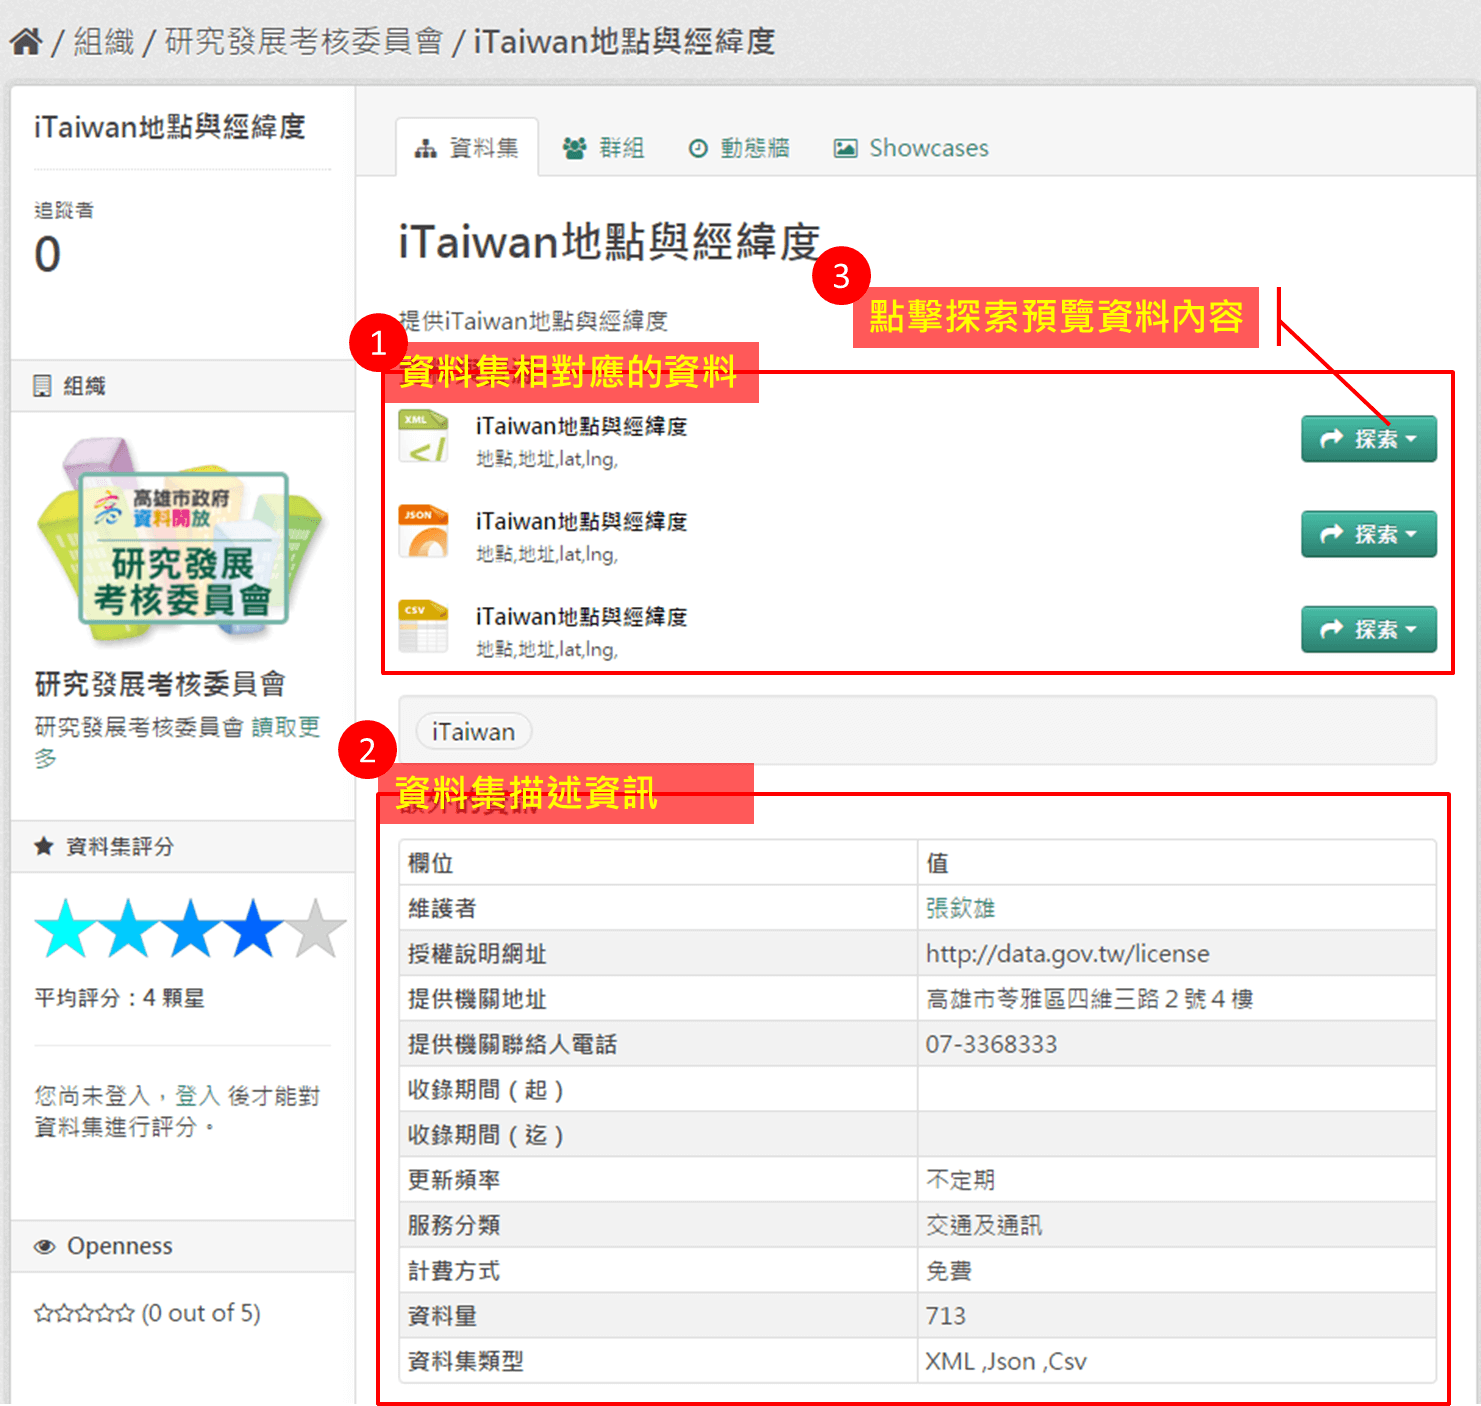 / 組織 / 研究發展考核委員會 / iTaiwan地點與經緯度
iTaiwan地點與經緯度
追蹤者
0
組織
高雄市政府
資料開放
研究發展
考核委員會
研究發展考核委員會
研究發展考核委員會 讀取更
多
資料集評分
平均評分：4 顆星
您尚未登入，登入 後才能對
資料集進行評分。
Openness
(0 out of 5)
資料集 群組 動態牆 Showcases
iTaiwan地點與經緯度
3
點擊探索預覽資料內容
提供iTaiwan地點與經緯度
1
資料集相對應的資料
XML
iTaiwan地點與經緯度
地點,地址,lat,lng,
探索
JSON
iTaiwan地點與經緯度
地點,地址,lat,lng,
探索
CSV
iTaiwan地點與經緯度
地點,地址,lat,lng,
探索
iTaiwan
2
資料集描述資訊
欄位 值
維護者 張欽雄
授權說明網址 http://data.gov.tw/license
提供機關地址 高雄市苓雅區四維三路２號４樓
提供機關聯絡人電話 07-3368333
收錄期間（起）
收錄期間（迄）
更新頻率 不定期
服務分類 交通及通訊
計費方式 免費
資料量 713
資料集類型 XML ,Json ,Csv